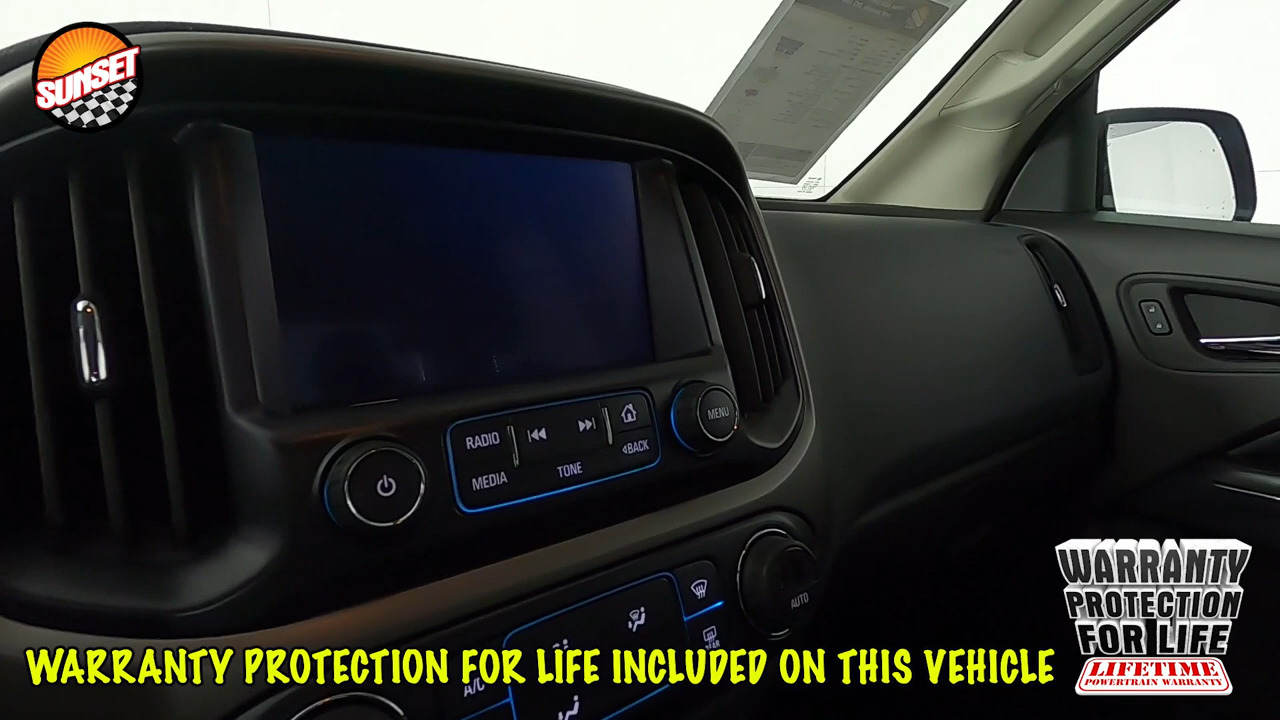 SUNSET
RADIO
MEDIA
TONE
BACK
MENU
AUTO
A/C
REAR
WARRANTY PROTECTION FOR LIFE INCLUDED ON THIS VEHICLE
WARRANTY
PROTECTION
FOR LIFE
LIFETIME
POWERTRAIN WARRANTY